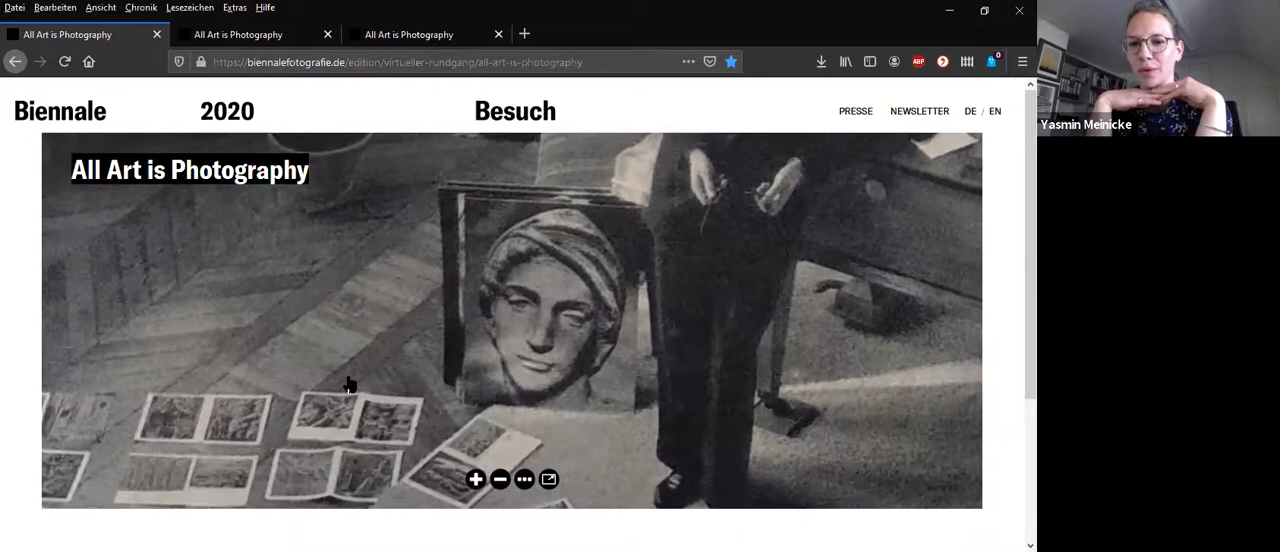 Datei Bearbeiten Ansicht Chronik Lesezeichen Extras Hilfe
All Art is Photography All Art is Photography All Art is Photography
https://biennalefotografie.de/edition/virtueller-rundgang/all-art-is-photography
ABP
0
Biennale 2020 Besuch PRESSE NEWSLETTER DE / EN
All Art is Photography
Yasmin Meinicke